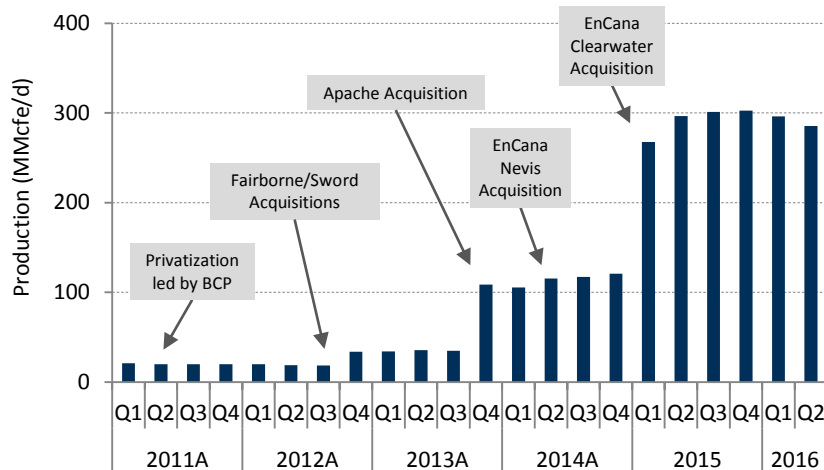 Production (MMcfe/d)
400
300
200
100
0
Privatization
led by BCP
Fairborne/Sword
Acquisitions
Apache Acquisition
EnCana
Nevis
Acquisition
EnCana
Clearwater
Acquisition
Q1 Q2 Q3 Q4 Q1 Q2 Q3 Q4 Q1 Q2 Q3 Q4 Q1 Q2 Q3 Q4 Q1 Q2 Q3 Q4 Q1 Q2
2011A 2012A 2013A 2014A 2015 2016